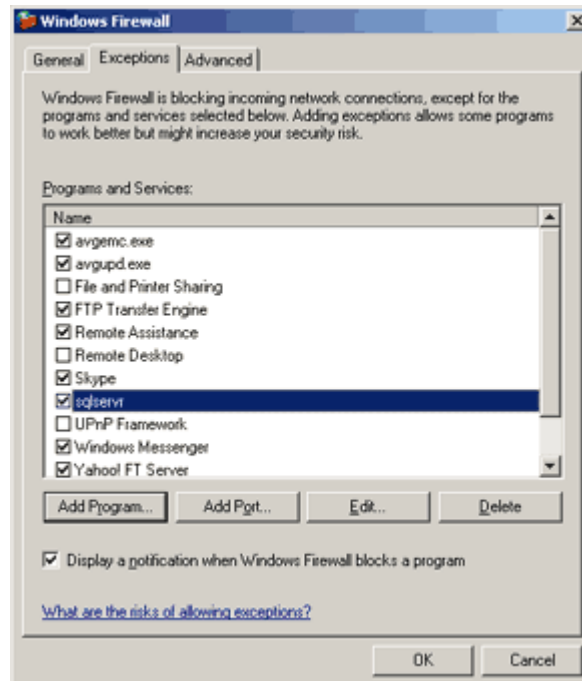 Windows Firewall
General Exceptions Advanced
Windows Firewall is blocking incoming network connections, except for the
programs and services selected below. Adding exceptions allows some programs
to work better but might increase your security risk.
Programs and Services:
Name
avgemc.exe
avgupd.exe
File and Printer Sharing
FTP Transfer Engine
Remote Assistance
Remote Desktop
Skype
sqlservr
UPnP Framework
Windows Messenger
Yahoo! FT Server
Add Program... Add Port... Edit... Delete
Display a notification when Windows Firewall blocks a program
What are the risks of allowing exceptions?
OK Cancel